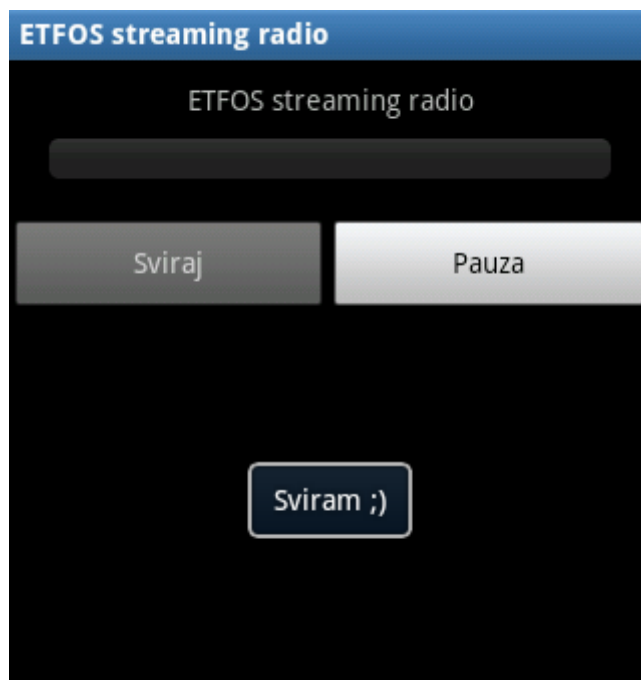 ETFOS streaming radio
ETFOS streaming radio
Sviraj
Pauza
Sviram ;)